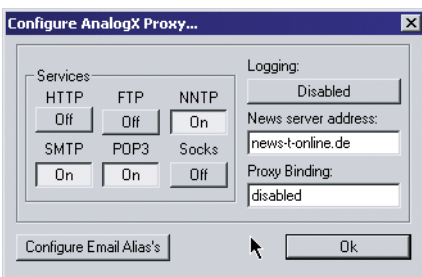 Configure AnalogX Proxy...
Services
HTTP FTP NNTP
Off Off On
SMTP POP3 Socks
On On Off
Logging:
Disabled
News server address:
news-t-online.de
Proxy Binding:
disabled
Configure Email Alias's
Ok